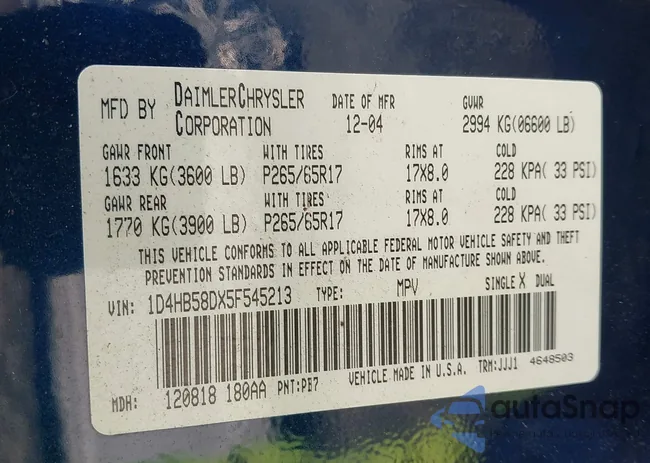 MFD BY DAIMLERCHRYSLER CORPORATION DATE OF MFR 12-04 GVWR 2994 KG(06600 LB)
GAWR FRONT WITH TIRES RIMS AT COLD
1633 KG(3600 LB) P265/65R17 17X8.0 228 KPA( 33 PSI)
GAWR REAR WITH TIRES RIMS AT COLD
1770 KG(3900 LB) P265/65R17 17X8.0 228 KPA( 33 PSI)
THIS VEHICLE CONFORMS TO ALL APPLICABLE FEDERAL MOTOR VEHICLE SAFETY AND THEFT
PREVENTION STANDARDS IN EFFECT ON THE DATE OF MANUFACTURE SHOWN ABOVE.
VIN: 1D4HB58DX5F545213 TYPE: MPV SINGLE X DUAL
MDH: 120818 180AA PNT:PB7 VEHICLE MADE IN U.S.A. TRM:JJJ1 4648503
autoSnap